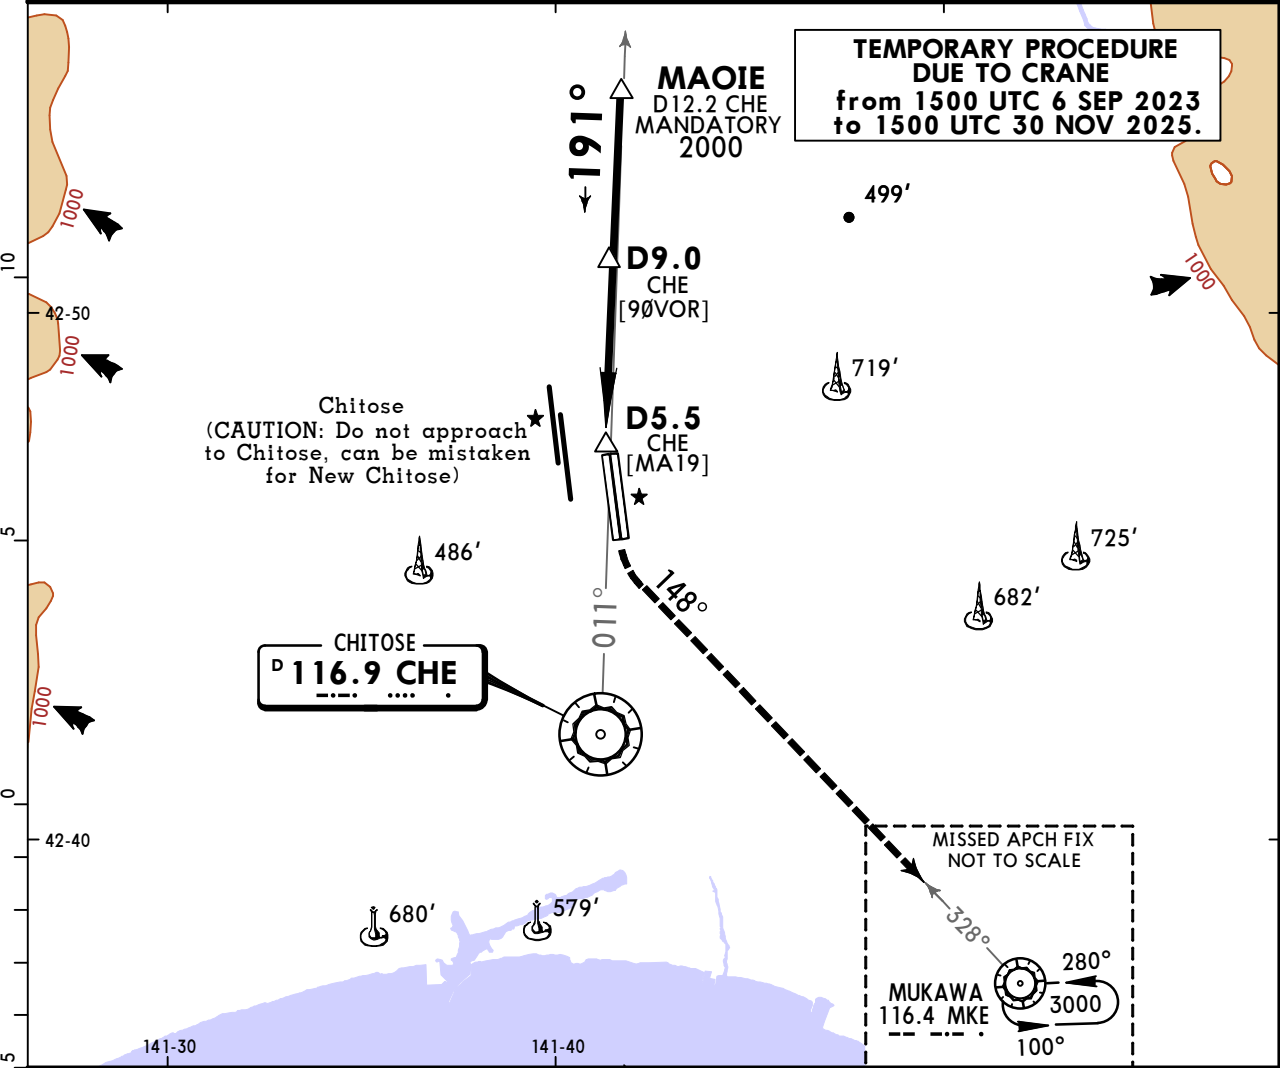 TEMPORARY PROCEDURE
DUE TO CRANE
from 1500 UTC 6 SEP 2023
to 1500 UTC 30 NOV 2025.
MAOIE
D12.2 CHE
MANDATORY
2000
191°
499'
1000
1000
10
D9.0
CHE
[90VOR]
42-50
1000
719'
Chitose
(CAUTION: Do not approach
to Chitose, can be mistaken
for New Chitose)
D5.5
CHE
[MA19]
5
486'
725'
682'
148°
011°
CHITOSE
D 116.9 CHE
1000
0
42-40
MISSED APCH FIX
NOT TO SCALE
680'
579'
328°
280°
MUKAWA
116.4 MKE
3000
100°
141-30
141-40
5